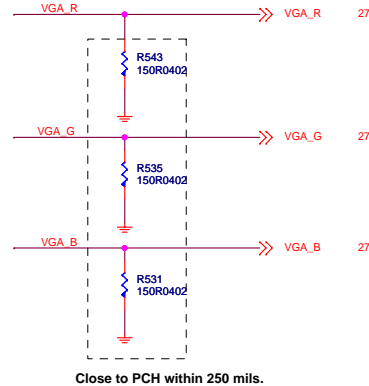 VGA_R VGA_R 27
R543
150R0402
VGA_G VGA_G 27
R535
150R0402
VGA_B VGA_B 27
R531
150R0402
Close to PCH within 250 mils.